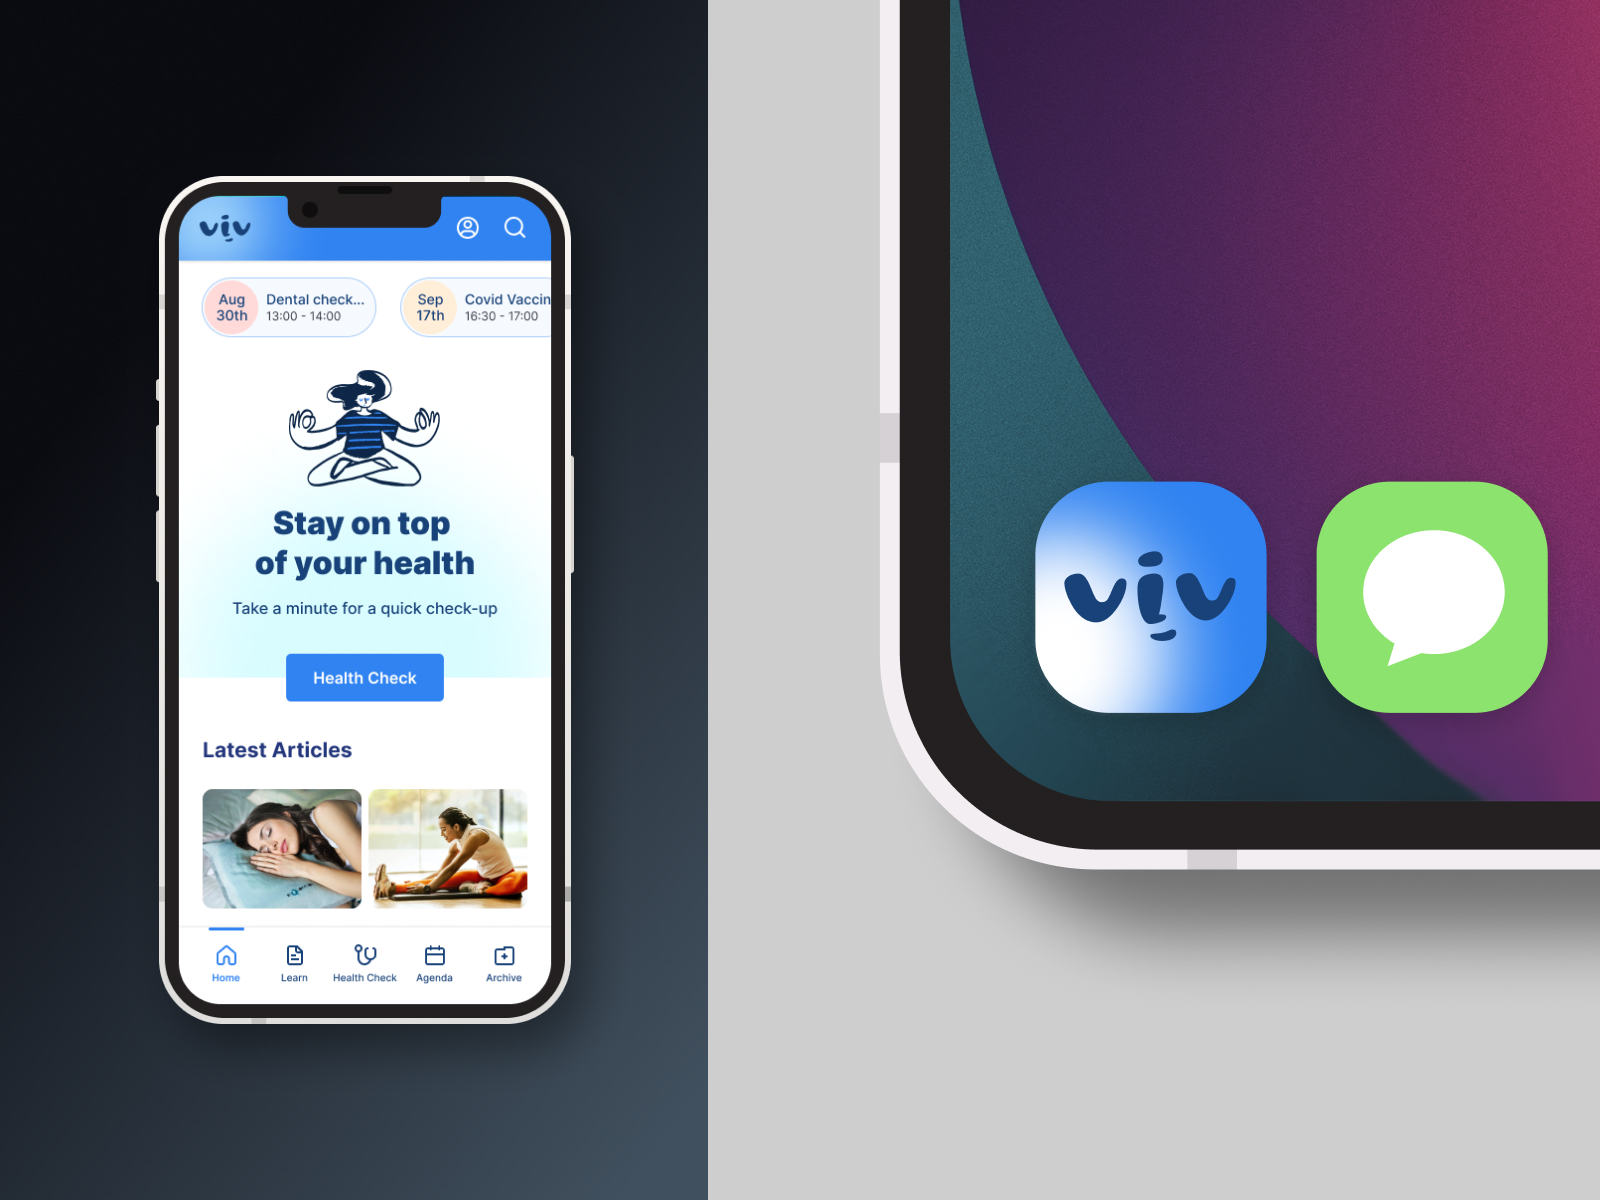 viv
Aug
30th
Dental check...
13:00 - 14:00
Sep
17th
Covid Vaccin
16:30 - 17:00
Stay on top
of your health
Take a minute for a quick check-up
Health Check
Latest Articles
Home
Learn
Health Check
Agenda
Archive
viv